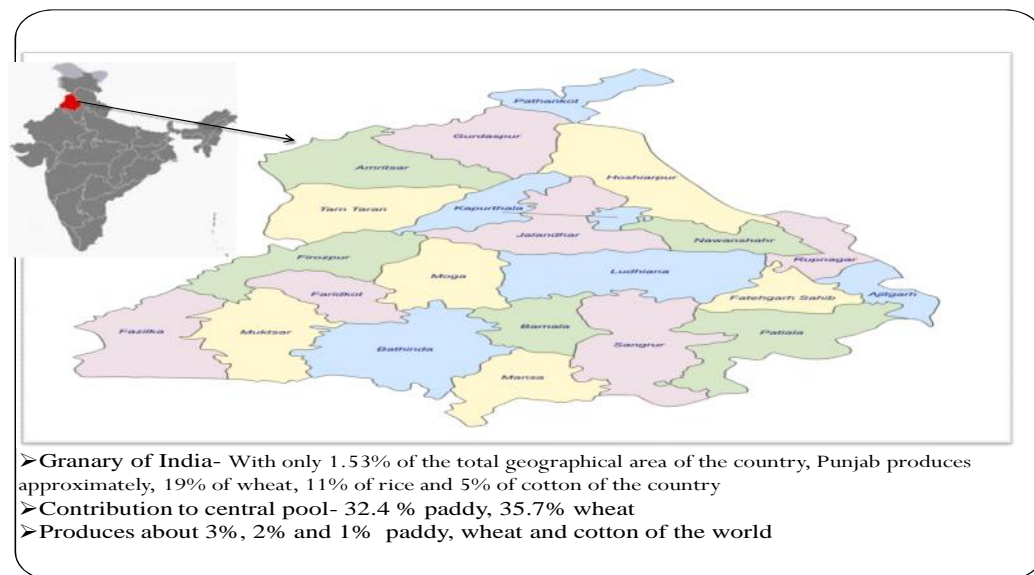 Pathankot
Gurdaspur
Amritsar
Hoshiarpur
Tarn Taran
Kapurthala
Jalandhar
Nawanshahr
Rupnagar
Firozpur
Moga
Ludhiana
Ajitgarh
Faridkot
Fatehgarh Sahib
Fazilka
Muktsar
Barnala
Patiala
Bathinda
Sangrur
Mansa
➢Granary of India- With only 1.53% of the total geographical area of the country, Punjab produces
approximately, 19% of wheat, 11% of rice and 5% of cotton of the country
➢Contribution to central pool- 32.4 % paddy, 35.7% wheat
➢Produces about 3%, 2% and 1% paddy, wheat and cotton of the world